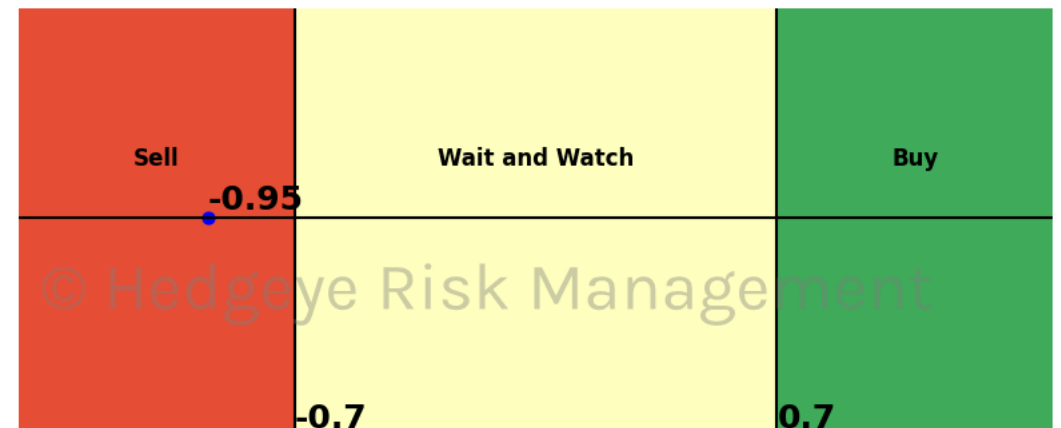 Sell
Wait and Watch
Buy
-0.95
© Hedgeye Risk Management
-0.7
0.7